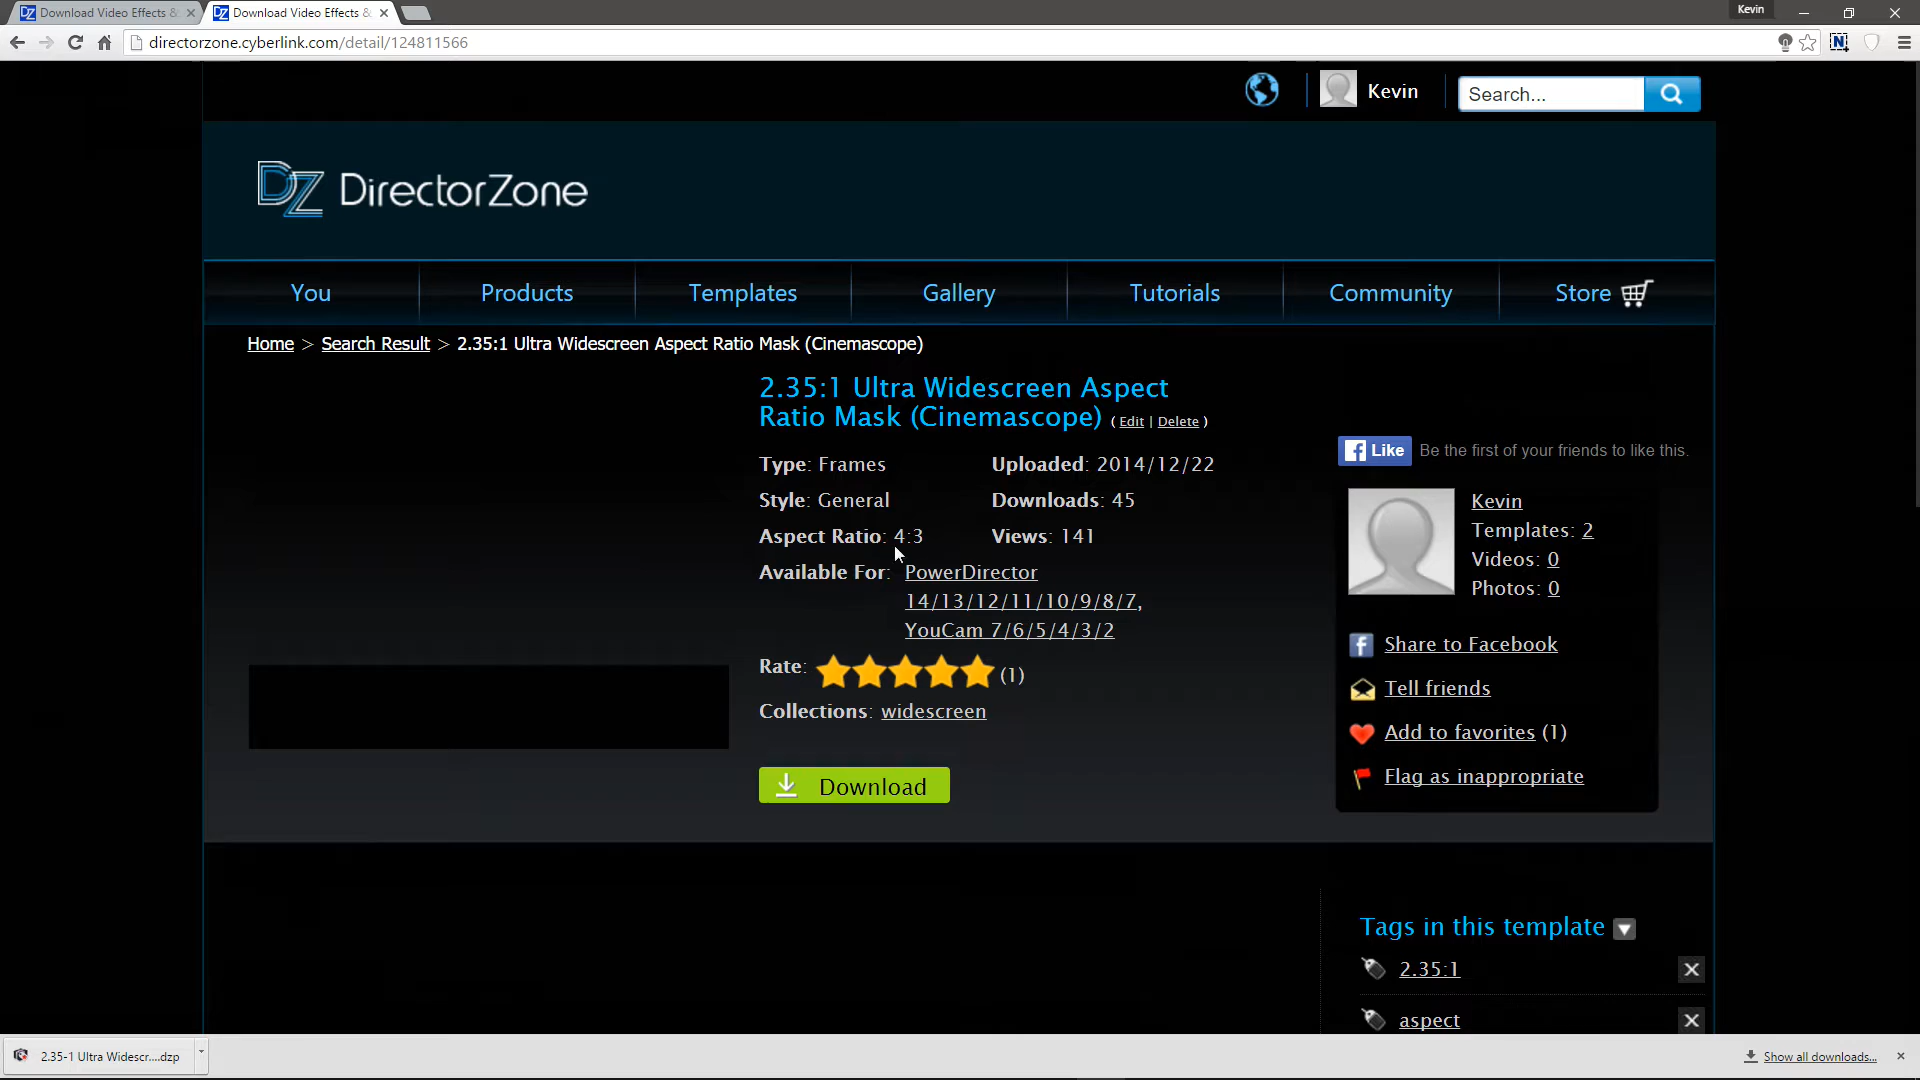 Download Video Effects &
Download Video Effects &
Kevin
directorzone.cyberlink.com/detail/124811566
N
Kevin
Search...
DZ DirectorZone
You
Products
Templates
Gallery
Tutorials
Community
Store
Home > Search Result > 2.35:1 Ultra Widescreen Aspect Ratio Mask (Cinemascope)
2.35:1 Ultra Widescreen Aspect
Ratio Mask (Cinemascope) ( Edit | Delete )
Type: Frames
Uploaded: 2014/12/22
Style: General
Downloads: 45
Aspect Ratio: 4:3
Views: 141
Available For: PowerDirector
14/13/12/11/10/9/8/7,
YouCam 7/6/5/4/3/2
Rate: (1)
Collections: widescreen
Download
Like
Be the first of your friends to like this.
Kevin
Templates: 2
Videos: 0
Photos: 0
Share to Facebook
Tell friends
Add to favorites (1)
Flag as inappropriate
Tags in this template
2.35:1
aspect
2.35-1 Ultra Widescr....dzp
Show all downloads...